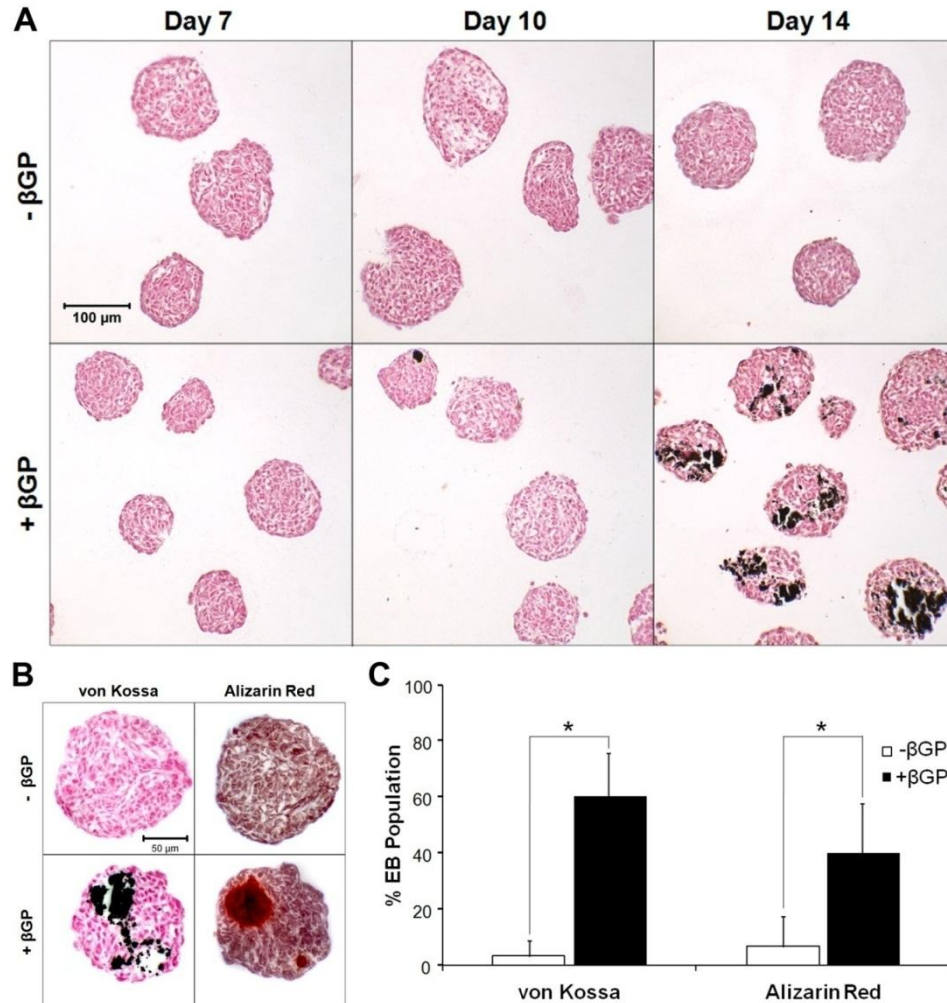 A
Day 7
Day 10
Day 14
- βGP
100 µm
+ βGP
B
von Kossa
Alizarin Red
- βGP
50 µm
+ βGP
C
% EB Population
100
80
60
40
20
0
*
*
-βGP
+βGP
von Kossa
Alizarin Red